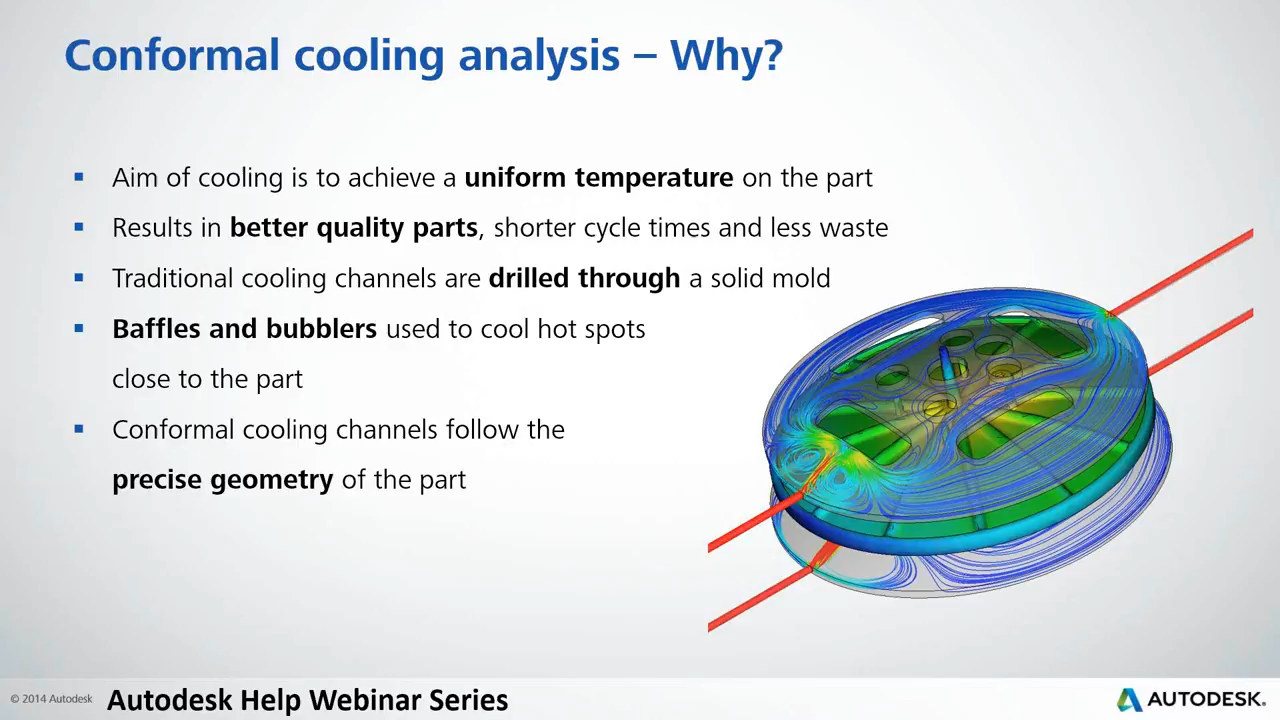 Conformal cooling analysis – Why?
▪ Aim of cooling is to achieve a uniform temperature on the part
▪ Results in better quality parts, shorter cycle times and less waste
▪ Traditional cooling channels are drilled through a solid mold
▪ Baffles and bubblers used to cool hot spots
close to the part
▪ Conformal cooling channels follow the
precise geometry of the part
© 2014 Autodesk
Autodesk Help Webinar Series
AUTODESK.